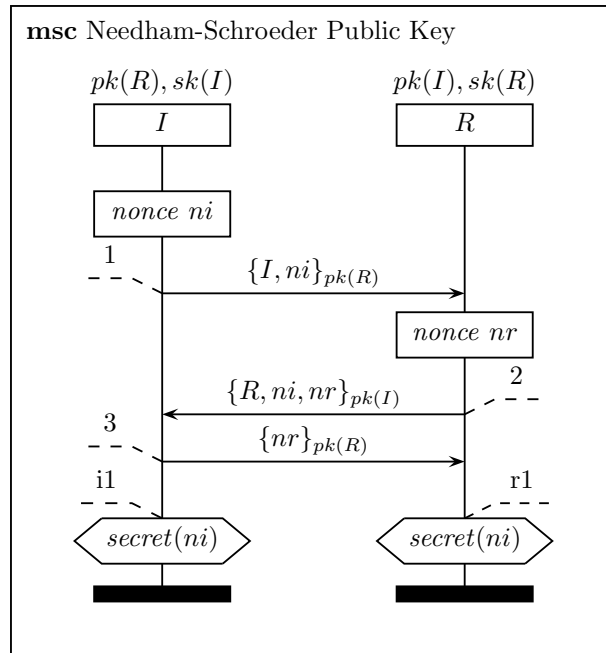 msc Needham-Schroeder Public Key
pk(R), sk(I) pk(I), sk(R)
I R
nonce ni
1 {I, ni}pk(R)
nonce nr
{R, ni, nr}pk(I) 2
3 {nr}pk(R)
i1 r1
secret(ni) secret(ni)